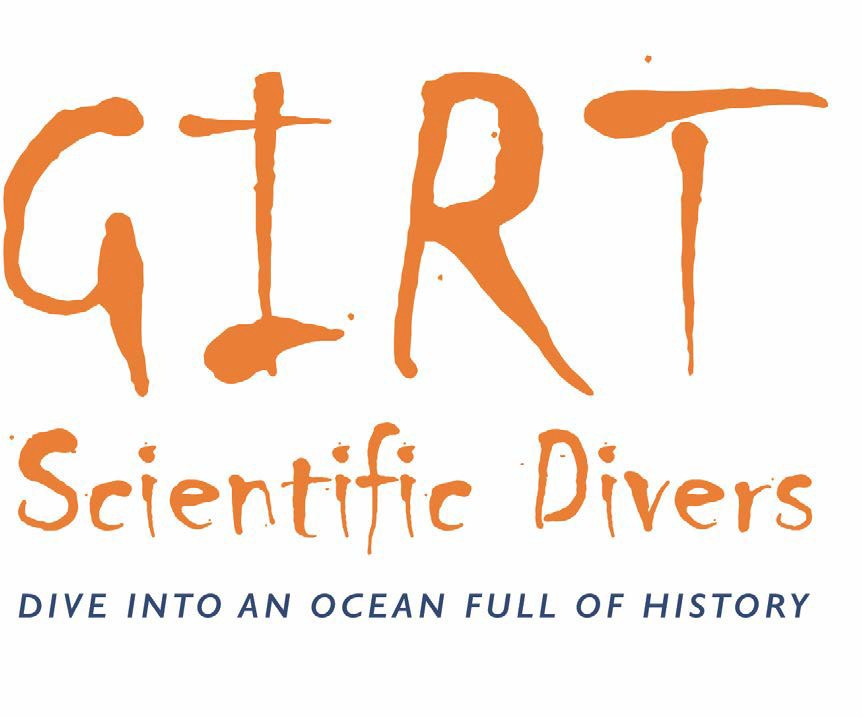 GIRT
Scientific Divers
DIVE INTO AN OCEAN FULL OF HISTORY